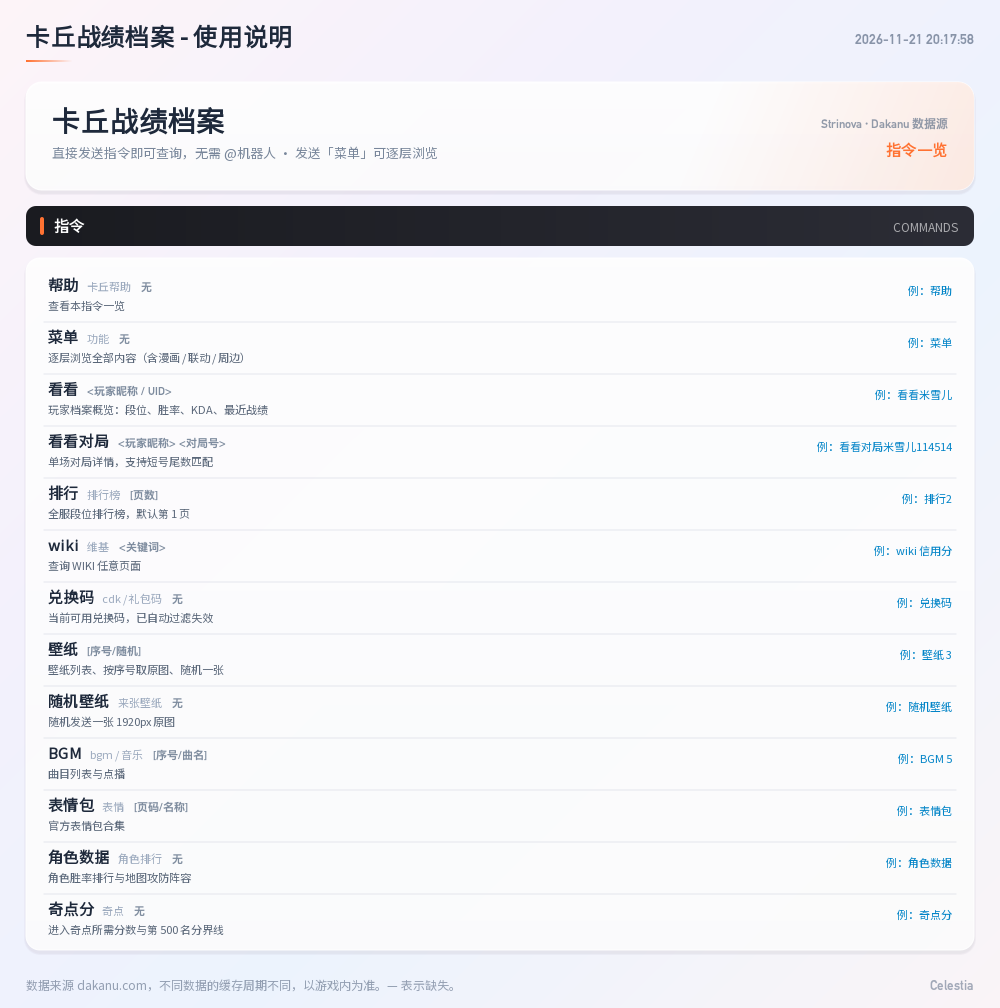 卡丘战绩档案 - 使用说明
2026-11-21 20:17:58
卡丘战绩档案
直接发送指令即可查询，无需 @机器人 · 发送「菜单」可逐层浏览
Strinova · Dakanu 数据源
指令一览
指令
COMMANDS
帮助 卡丘帮助 无
查看本指令一览
例：帮助
菜单 功能 无
逐层浏览全部内容（含漫画 / 联动 / 周边）
例：菜单
看看 <玩家昵称 / UID>
玩家档案概览：段位、胜率、KDA、最近战绩
例：看看米雪儿
看看对局 <玩家昵称> <对局号>
单场对局详情，支持短号尾数匹配
例：看看对局米雪儿114514
排行 排行榜 [页数]
全服段位排行榜，默认第 1 页
例：排行2
wiki 维基 <关键词>
查询 WIKI 任意页面
例：wiki 信用分
兑换码 cdk / 礼包码 无
当前可用兑换码，已自动过滤失效
例：兑换码
壁纸 [序号/随机]
壁纸列表、按序号取原图、随机一张
例：壁纸 3
随机壁纸 来张壁纸 无
随机发送一张 1920px 原图
例：随机壁纸
BGM bgm / 音乐 [序号/曲名]
曲目列表与点播
例：BGM 5
表情包 表情 [页码/名称]
官方表情包合集
例：表情包
角色数据 角色排行 无
角色胜率排行与地图攻防阵容
例：角色数据
奇点分 奇点 无
进入奇点所需分数与第 500 名分界线
例：奇点分
数据来源 dakanu.com，不同数据的缓存周期不同，以游戏内为准。— 表示缺失。
Celestia